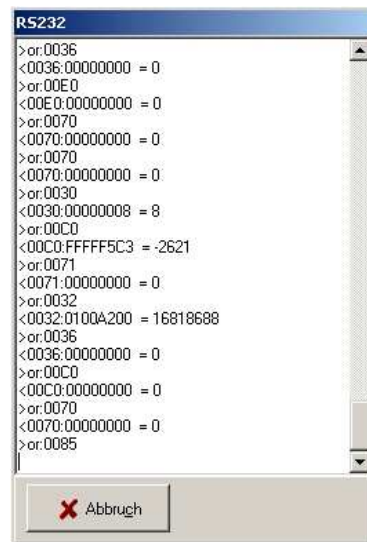 RS232
>or:0036
<0036:00000000 = 0
>or:00E0
<00E0:00000000 = 0
>or:0070
<0070:00000000 = 0
>or:0070
<0070:00000000 = 0
>or:0030
<0030:00000008 = 8
>or:00C0
<00C0:FFFFF5C3 = -2621
>or:0071
<0071:00000000 = 0
>or:0032
<0032:0100A200 = 16818688
>or:0036
<0036:00000000 = 0
>or:00C0
<00C0:00000000 = 0
>or:0070
<0070:00000000 = 0
>or:0085
Abbruch